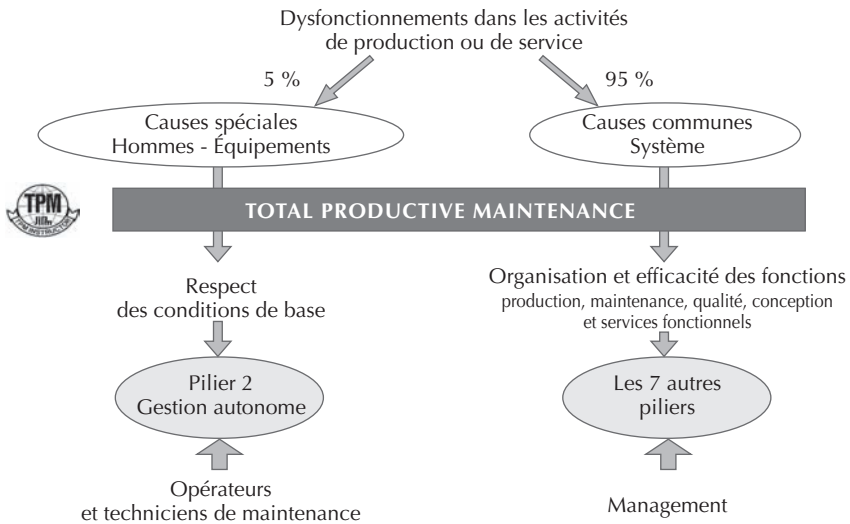 Dysfonctionnements dans les activités
de production ou de service
5 %
95 %
Causes spéciales
Hommes - Équipements
Causes communes
Système
TPM
TPM INSTRUCTOR
TOTAL PRODUCTIVE MAINTENANCE
Respect
des conditions de base
Organisation et efficacité des fonctions
production, maintenance, qualité, conception
et services fonctionnels
Pilier 2
Gestion autonome
Les 7 autres
piliers
Opérateurs
et techniciens de maintenance
Management